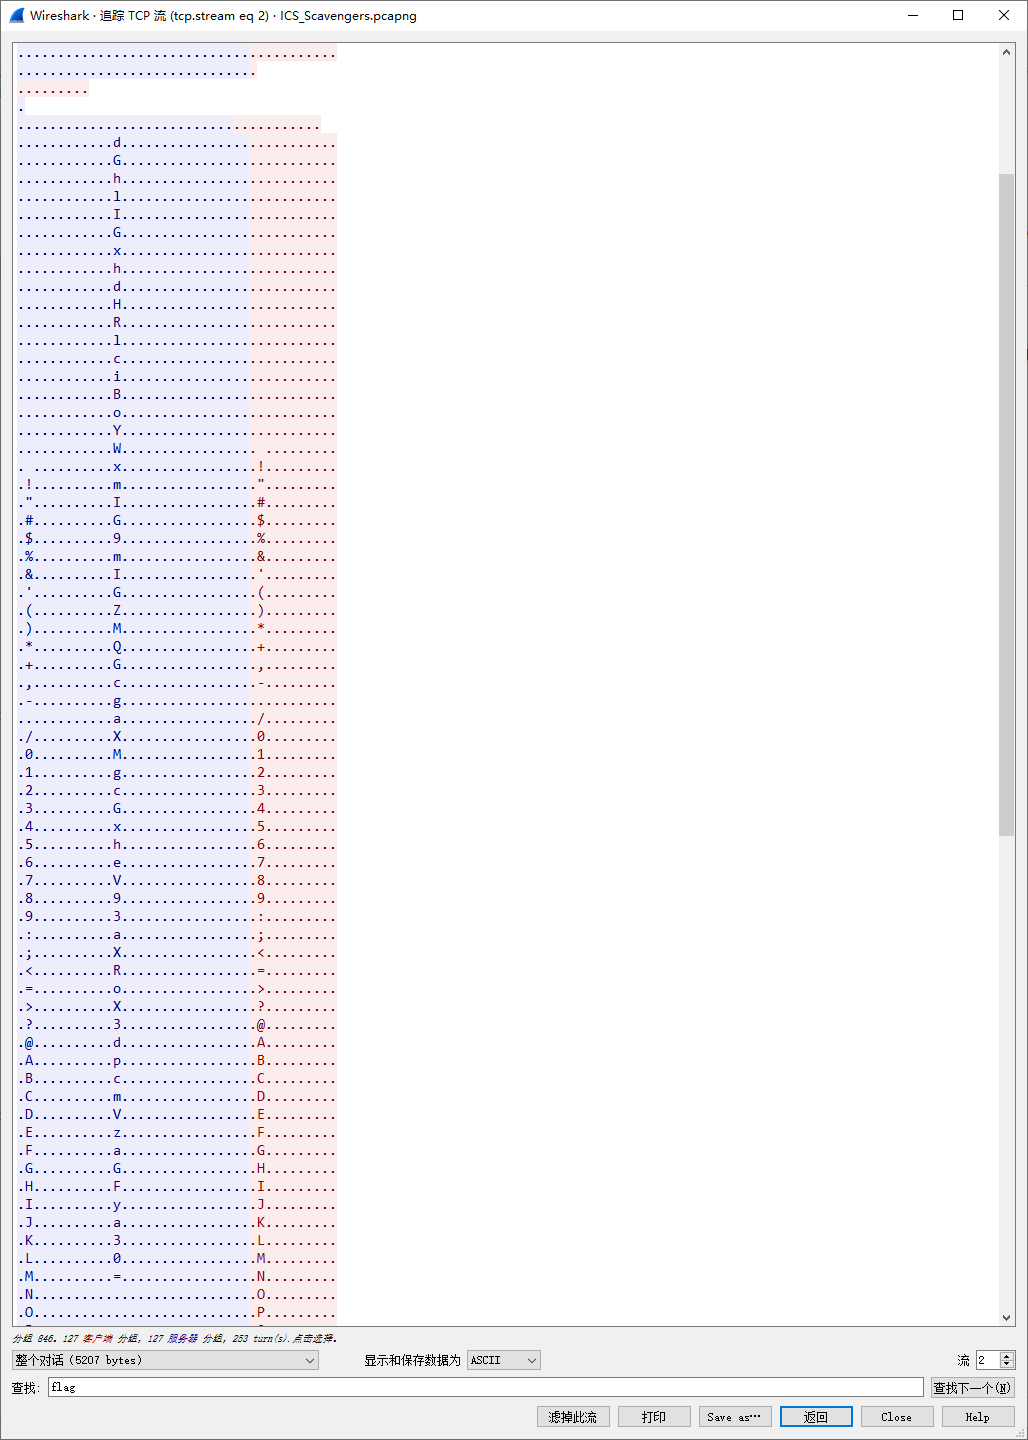 ........................................
..............................
.........
.
......................................
............d...........................
............G...........................
............h...........................
............l...........................
............I...........................
............G...........................
............x...........................
............h...........................
............d...........................
............H...........................
............R...........................
............l...........................
............c...........................
............i...........................
............B...........................
............o...........................
............Y...........................
............W................. .........
. ..........x.................!.........
.!..........m.................".........
."..........I.................#.........
.#..........G.................$.........
.$..........9.................%.........
.%..........m.................&.........
.&..........I.................'.........
.'..........G.................(.........
.(..........Z.................).........
.)..........M.................*.........
.*..........Q.................+.........
.+..........G.................,.........
.,..........c.................-.........
.-..........g...........................
............a................./.........
./..........X.................0.........
.0..........M.................1.........
.1..........g.................2.........
.2..........c.................3.........
.3..........G.................4.........
.4..........x.................5.........
.5..........h.................6.........
.6..........e.................7.........
.7..........V.................8.........
.8..........9.................9.........
.9..........3.................:.........
.:..........a.................;.........
.;..........X.................<.........
.<..........R.................=.........
.=..........o.................>.........
.>..........X.................?.........
.?..........3.................@.........
.@..........d.................A.........
.A..........p.................B.........
.B..........c.................C.........
.C..........m.................D.........
.D..........V.................E.........
.E..........z.................F.........
.F..........a.................G.........
.G..........G.................H.........
.H..........F.................I.........
.I..........y.................J.........
.J..........a.................K.........
.K..........3.................L.........
.L..........0.................M.........
.M..........=.................N.........
.N............................O.........
.O............................P.........
Wireshark · 追踪 TCP 流 (tcp.stream eq 2) · ICS_Scavengers.pcapng
分组 846。127 客户端 分组, 127 服务器 分组, 253 turn(s).点击选择。
整个对话 (5207 bytes) 显示和保存数据为 ASCII 流 2
查找: flag 查找下一个(N)
滤掉此流 打印 Save as… 返回 Close Help